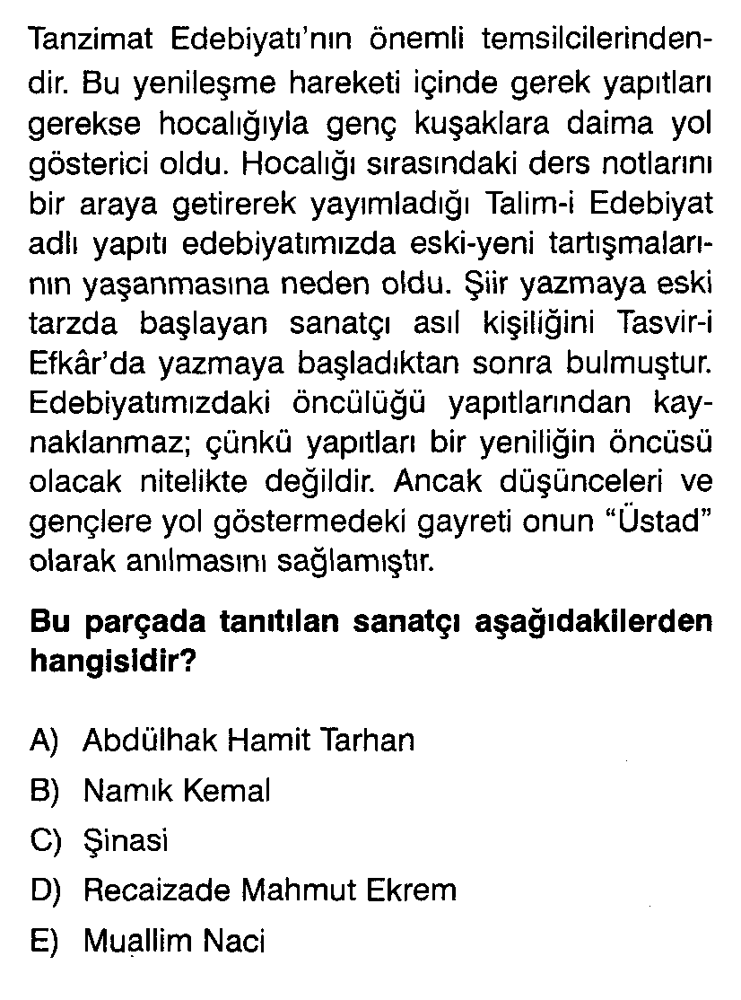 Tanzimat Edebiyatı'nın önemli temsilcilerinden-
dir. Bu yenileşme hareketi içinde gerek yapıtları
gerekse hocalığıyla genç kuşaklara daima yol
gösterici oldu. Hocalığı sırasındaki ders notlarını
bir araya getirerek yayımladığı Talim-i Edebiyat
adlı yapıtı edebiyatımızda eski-yeni tartışmaları-
nın yaşanmasına neden oldu. Şiir yazmaya eski
tarzda başlayan sanatçı asıl kişiliğini Tasvir-i
Efkâr'da yazmaya başladıktan sonra bulmuştur.
Edebiyatımızdaki öncülüğü yapıtlarından kay-
naklanmaz; çünkü yapıtları bir yeniliğin öncüsü
olacak nitelikte değildir. Ancak düşünceleri ve
gençlere yol göstermedeki gayreti onun “Üstad”
olarak anılmasını sağlamıştır.
Bu parçada tanıtılan sanatçı aşağıdakilerden
hangisidir?
A) Abdülhak Hamit Tarhan
B) Namık Kemal
C) Şinasi
D) Recaizade Mahmut Ekrem
E) Muallim Naci